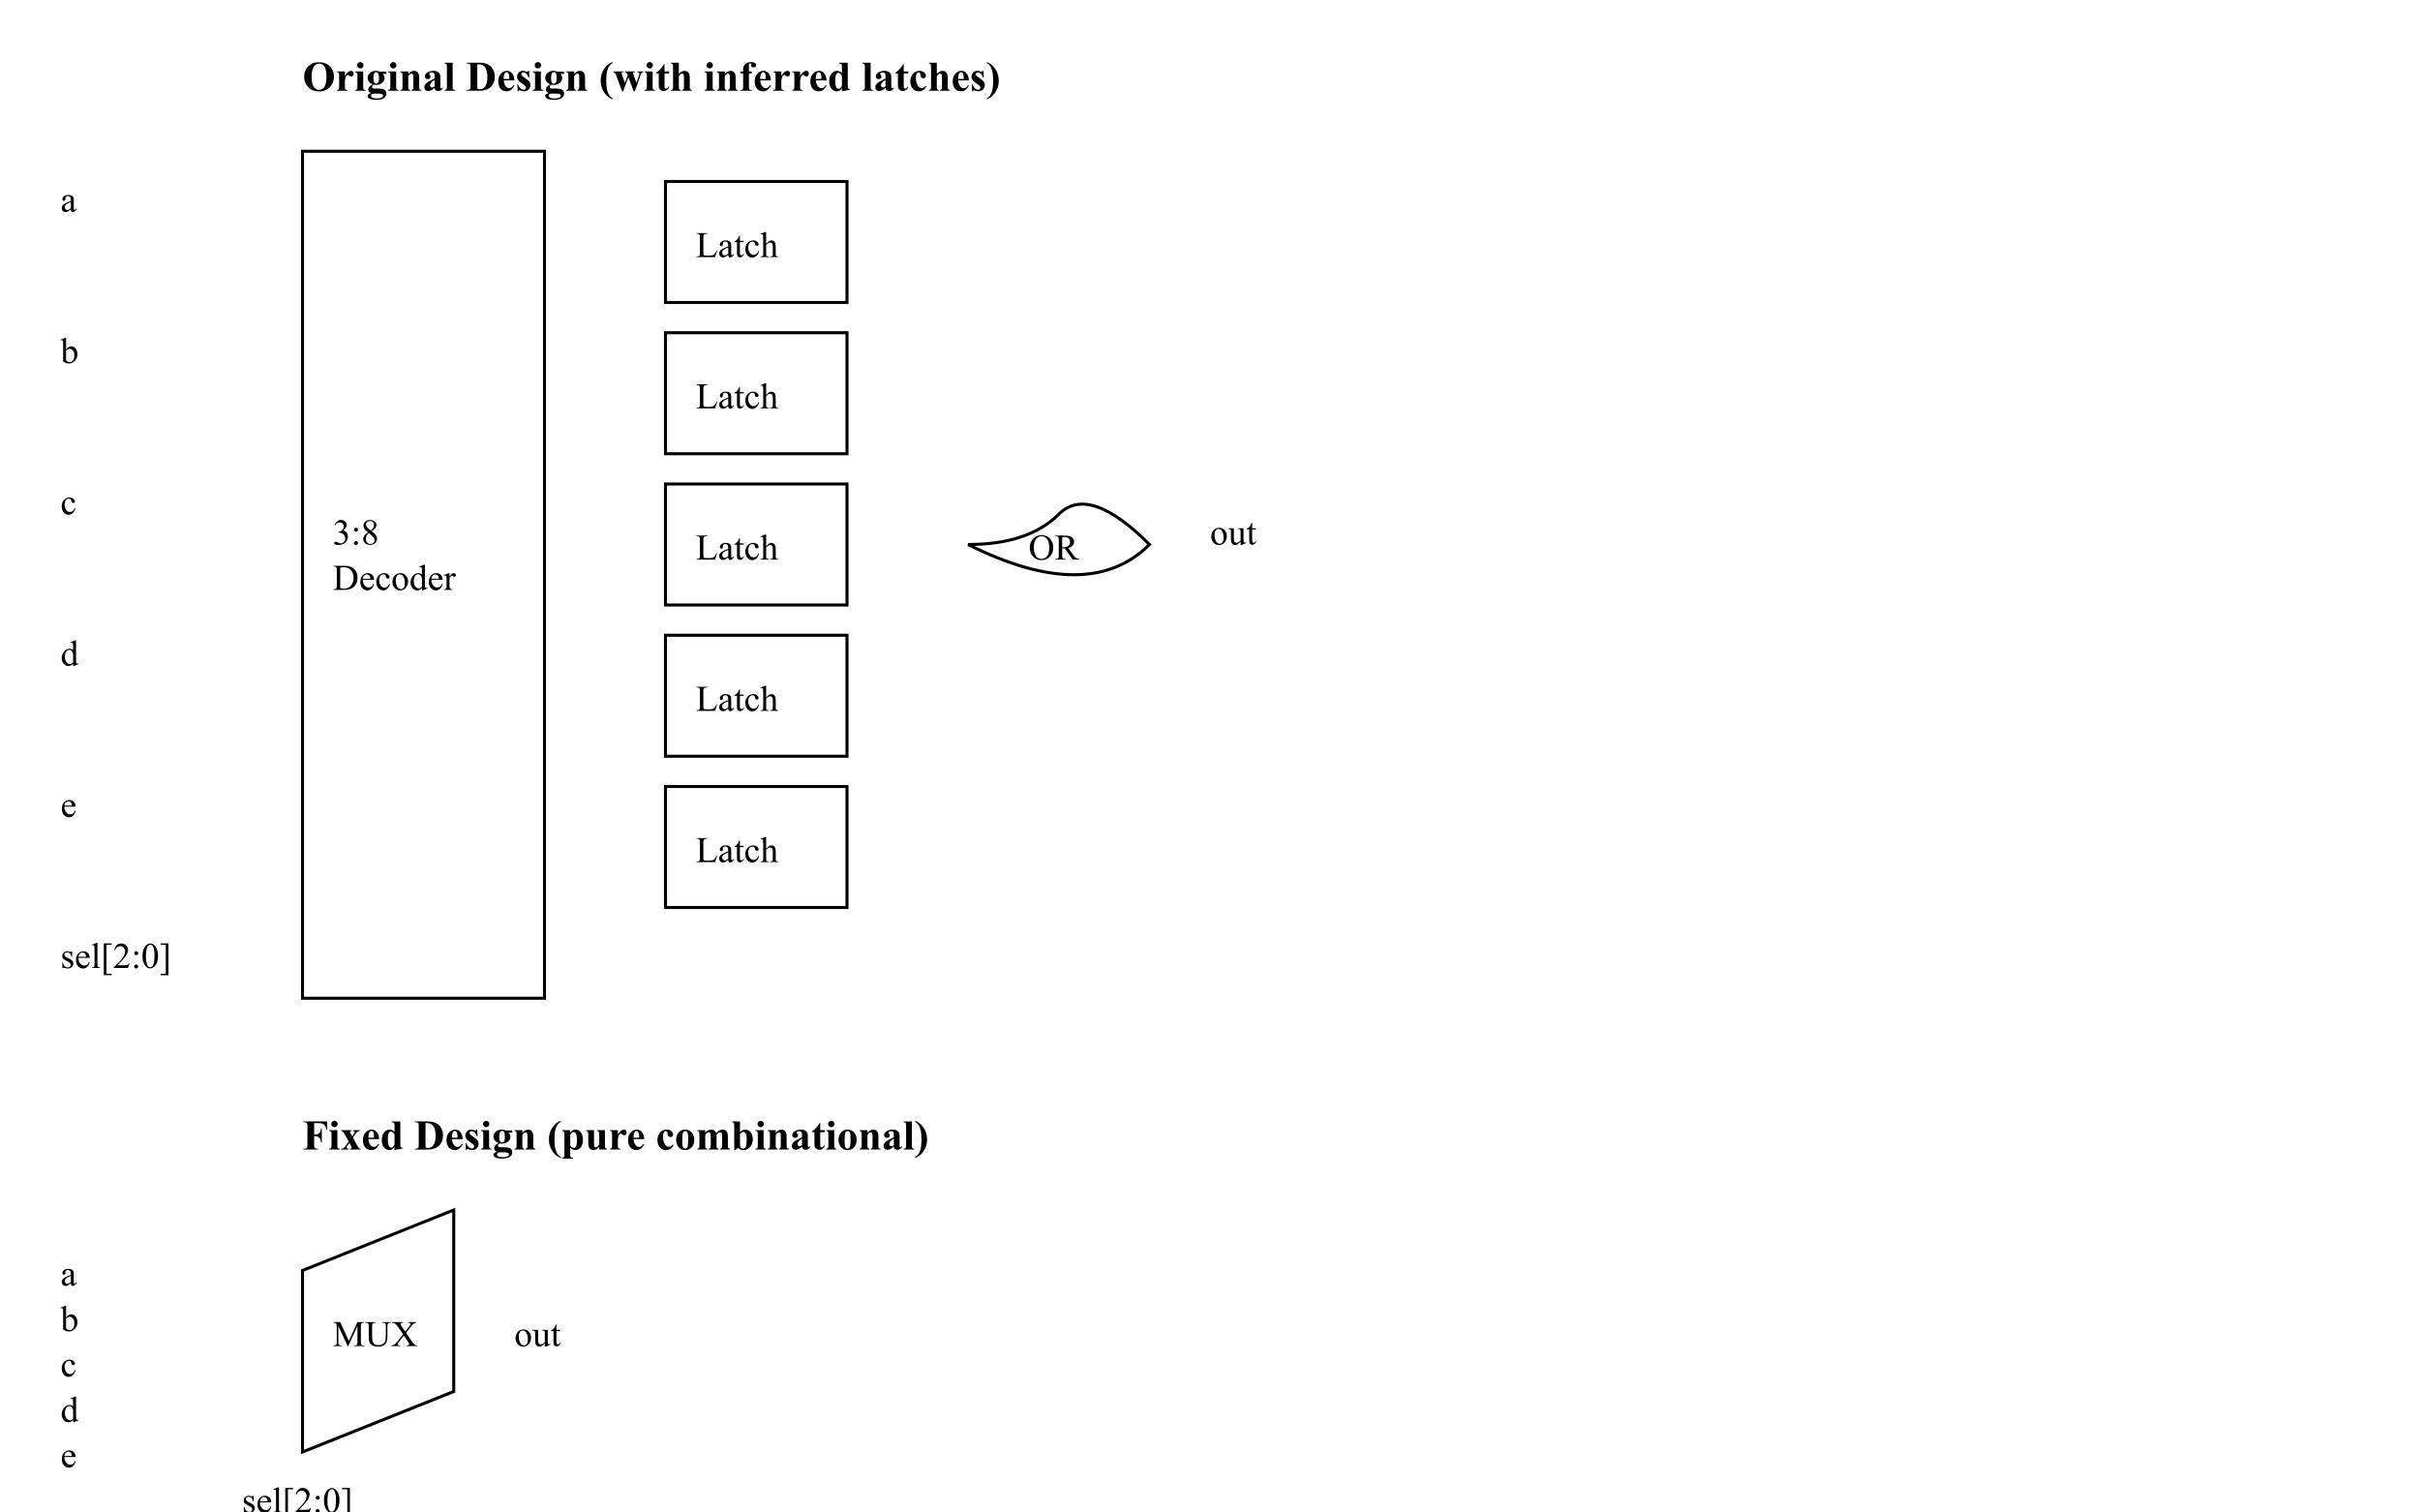 Original Design (with inferred latches)
a
Latch
b
Latch
c
3:8
Decoder
Latch
OR
out
d
Latch
e
Latch
sel[2:0]
Fixed Design (pure combinational)
a
b
c
d
e
MUX
out
sel[2:0]